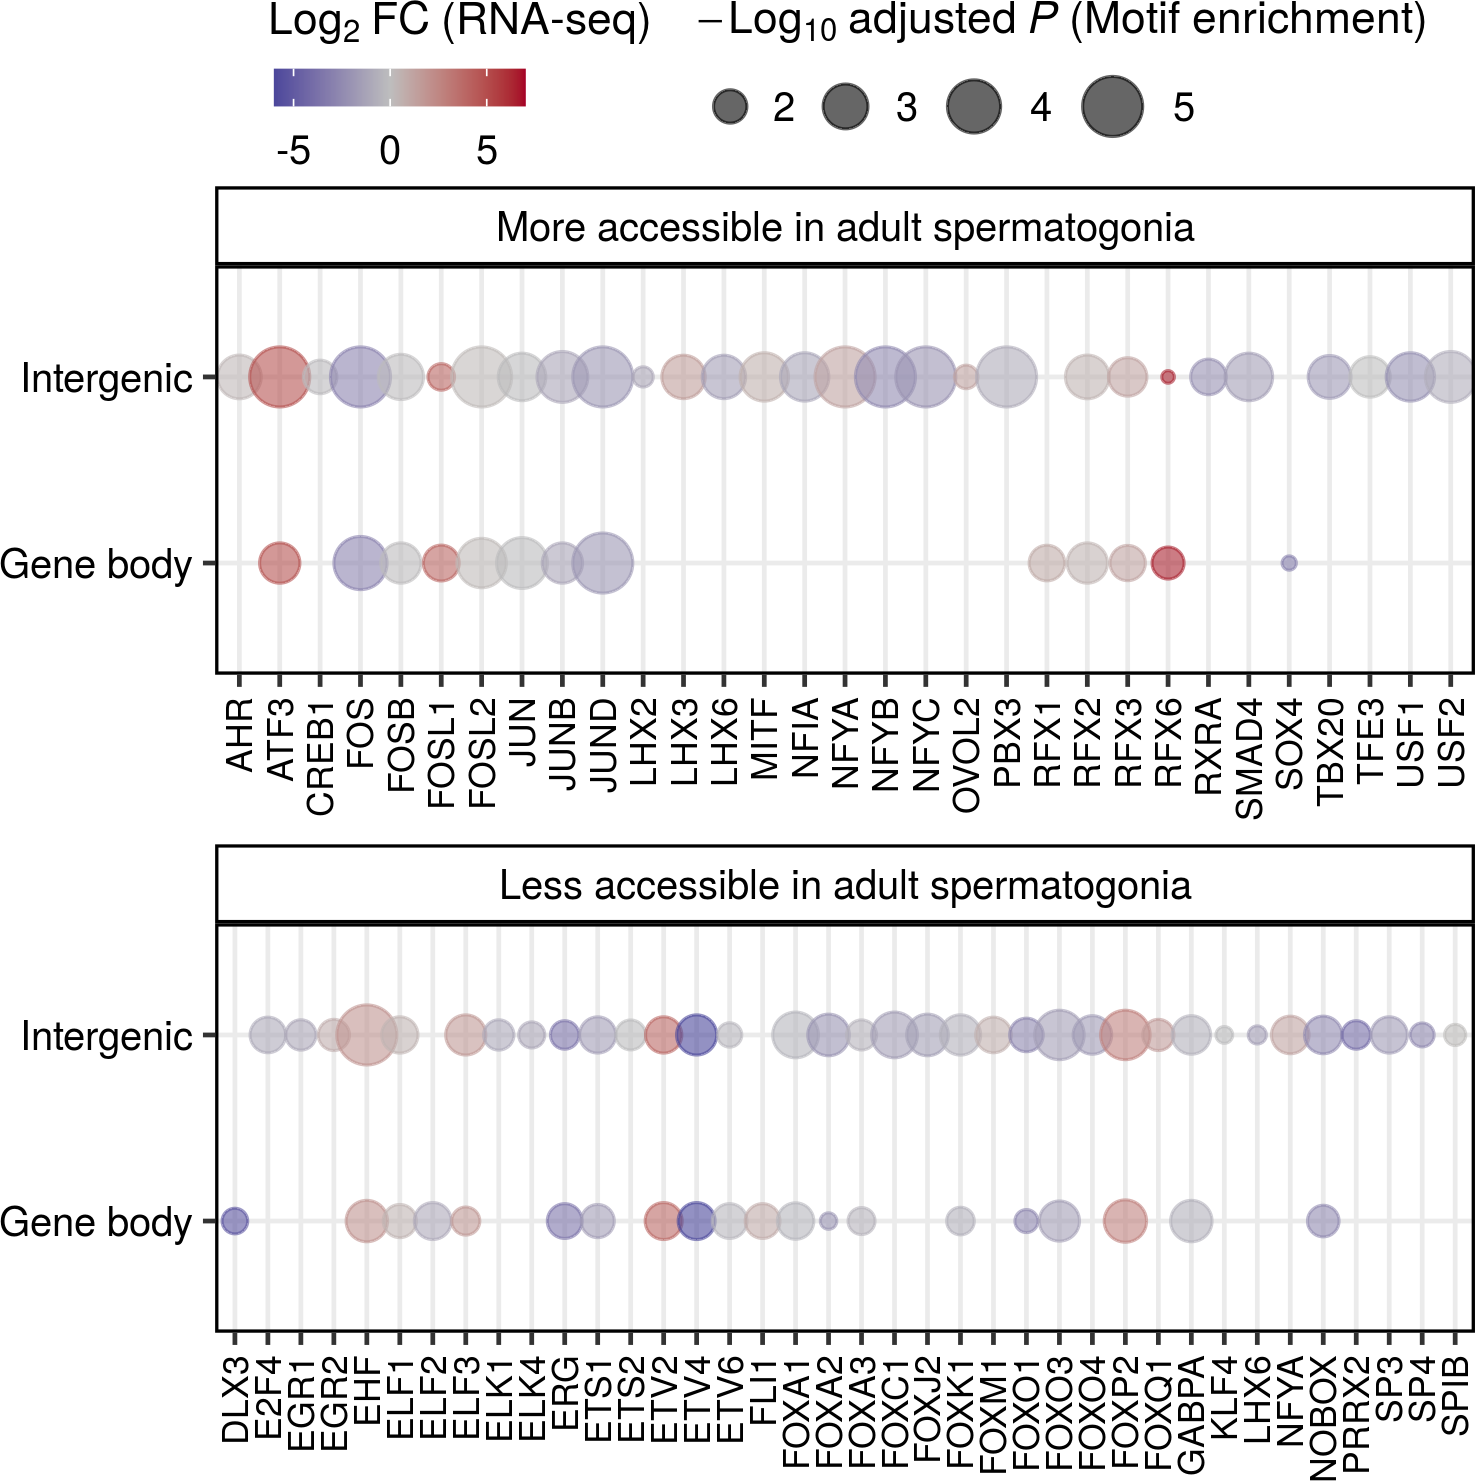 Log2 FC (RNA-seq) −Log10 adjusted P (Motif enrichment)
-5 0 5 2 3 4 5
More accessible in adult spermatogonia
Intergenic
Gene body
AHR ATF3 CREB1 FOS FOSB FOSL1 FOSL2 JUN JUNB JUND LHX2 LHX3 LHX6 MITF NFIA NFYA NFYB NFYC OVOL2 PBX3 RFX1 RFX2 RFX3 RFX6 RXRA SMAD4 SOX4 TBX20 TFE3 USF1 USF2
Less accessible in adult spermatogonia
Intergenic
Gene body
DLX3 E2F4 EGR1 EGR2 EHF ELF1 ELF2 ELF3 ELK1 ELK4 ERG ETS1 ETS2 ETV2 ETV4 ETV6 FLI1 FOXA1 FOXA2 FOXA3 FOXC1 FOXJ2 FOXK1 FOXM1 FOXO1 FOXO3 FOXO4 FOXP2 FOXQ1 GABPA KLF4 LHX6 NFYA NOBOX PRRX2 SP3 SP4 SPIB